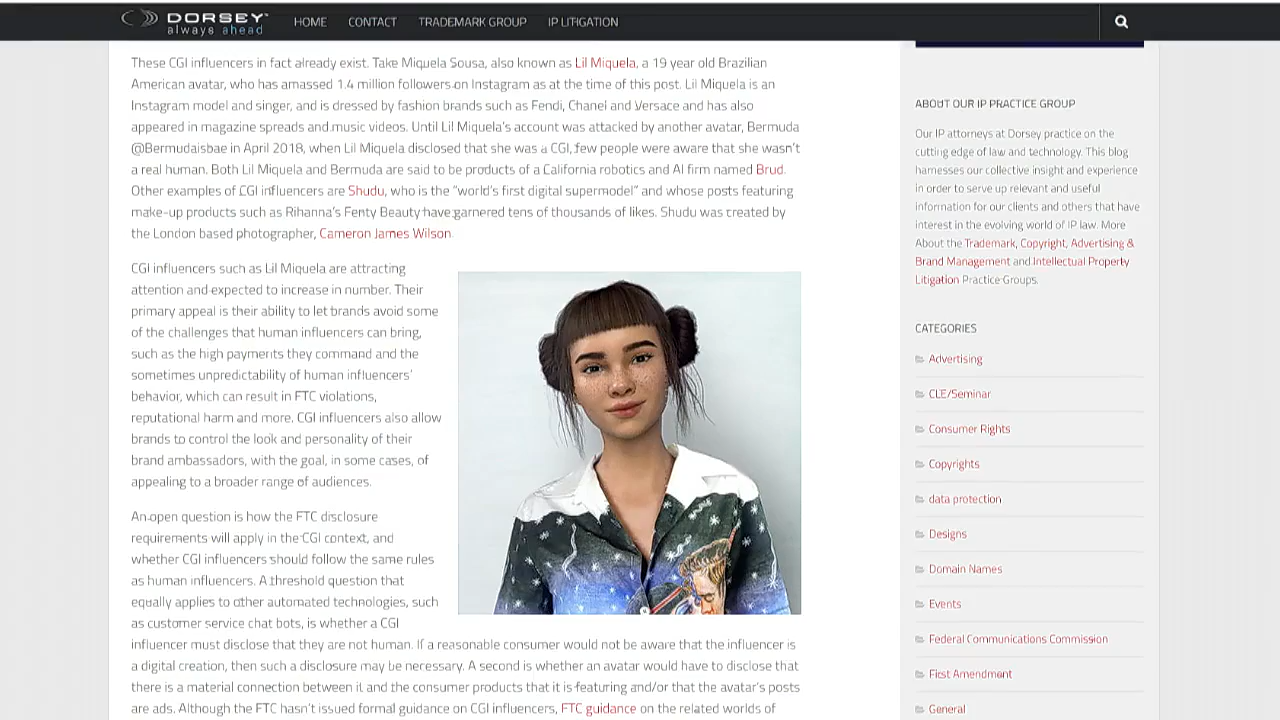 DORSEY™
always ahead
HOME
CONTACT
TRADEMARK GROUP
IP LITIGATION
These CGI influencers in fact already exist. Take Miquela Sousa, also known as Lil Miquela, a 19 year old Brazilian
American avatar, who has amassed 1.4 million followers on Instagram as at the time of this post. Lil Miquela is an
Instagram model and singer, and is dressed by fashion brands such as Fendi, Chanel and Versace and has also
appeared in magazine spreads and music videos. Until Lil Miquela's account was attacked by another avatar, Bermuda
@Bermudaisbae in April 2018, when Lil Miquela disclosed that she was a CGI, few people were aware that she wasn't
a real human. Both Lil Miquela and Bermuda are said to be products of a California robotics and AI firm named Brud.
Other examples of CGI influencers are Shudu, who is the "world's first digital supermodel" and whose posts featuring
make-up products such as Rihanna's Fenty Beauty have garnered tens of thousands of likes. Shudu was created by
the London based photographer, Cameron James Wilson.
CGI influencers such as Lil Miquela are attracting
attention and expected to increase in number. Their
primary appeal is their ability to let brands avoid some
of the challenges that human influencers can bring,
such as the high payments they command and the
sometimes unpredictability of human influencers'
behavior, which can result in FTC violations,
reputational harm and more. CGI influencers also allow
brands to control the look and personality of their
brand ambassadors, with the goal, in some cases, of
appealing to a broader range of audiences.
An open question is how the FTC disclosure
requirements will apply in the CGI context, and
whether CGI influencers should follow the same rules
as human influencers. A threshold question that
equally applies to other automated technologies, such
as customer service chat bots, is whether a CGI
influencer must disclose that they are not human. If a reasonable consumer would not be aware that the influencer is
a digital creation, then such a disclosure may be necessary. A second is whether an avatar would have to disclose that
there is a material connection between it and the consumer products that it is featuring and/or that the avatar's posts
are ads. Although the FTC hasn't issued formal guidance on CGI influencers, FTC guidance on the related worlds of
ABOUT OUR IP PRACTICE GROUP
Our IP attorneys at Dorsey practice on the
cutting edge of law and technology. This blog
harnesses our collective insight and experience
in order to serve up relevant and useful
information for our clients and others that have
interest in the evolving world of IP law. More
About the Trademark, Copyright, Advertising &
Brand Management and Intellectual Property
Litigation Practice Groups.
CATEGORIES
Advertising
CLE/Seminar
Consumer Rights
Copyrights
data protection
Designs
Domain Names
Events
Federal Communications Commission
First Amendment
General